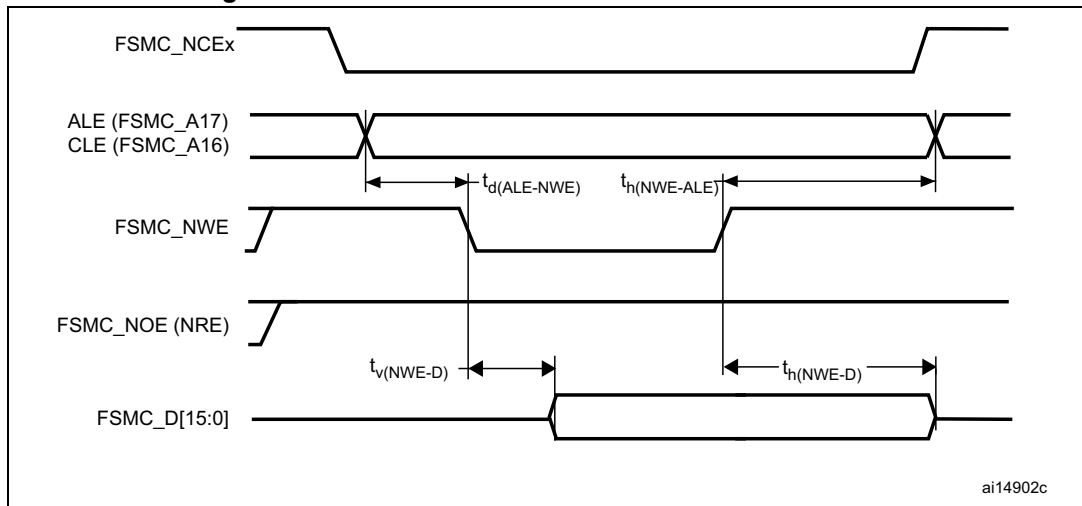 FSMC_NCEx
ALE (FSMC_A17)
CLE (FSMC_A16)
td(ALE-NWE)
th(NWE-ALE)
FSMC_NWE
FSMC_NOE (NRE)
tv(NWE-D)
th(NWE-D)
FSMC_D[15:0]
ai14902c